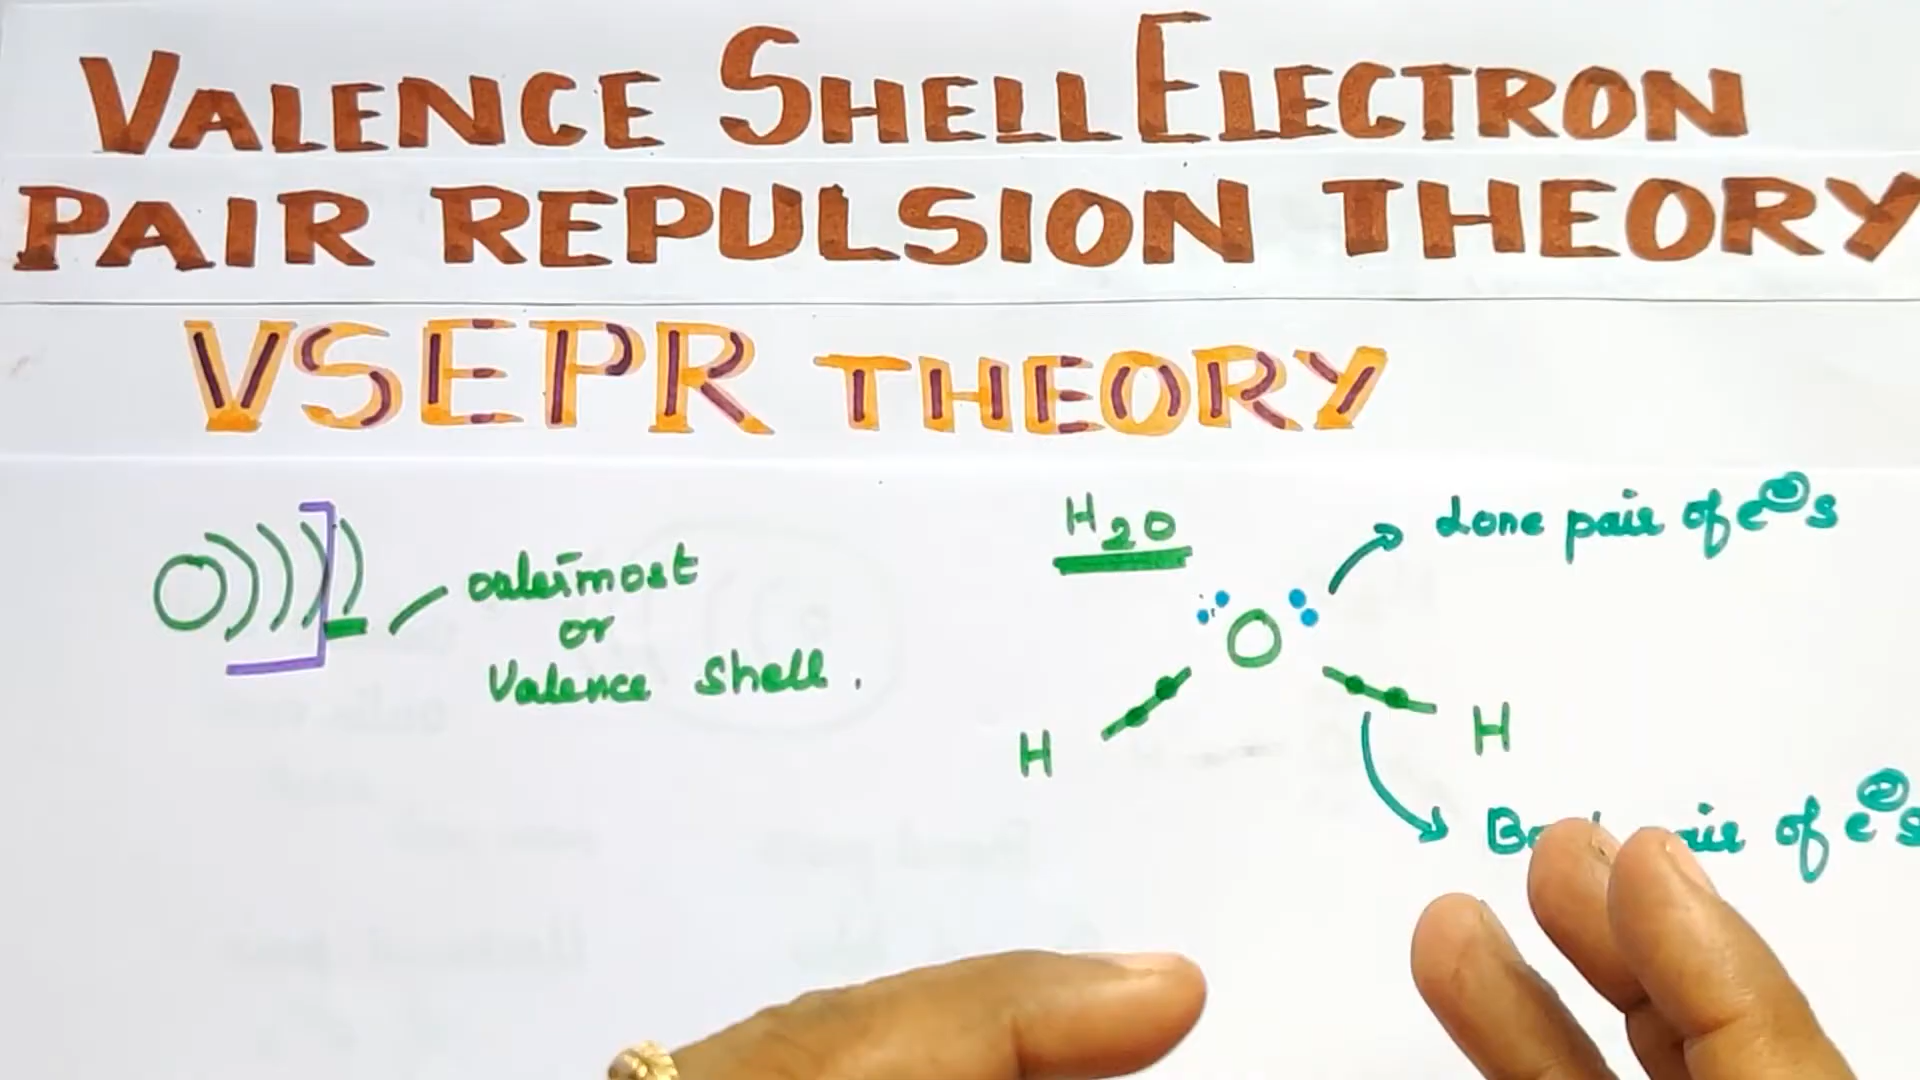 VALENCE SHELL ELECTRON
PAIR REPULSION THEORY
VSEPR THEORY
outermost
or
Valence shell.
H2O
Lone pair of e⊖s
O
H
H
of e⊖s